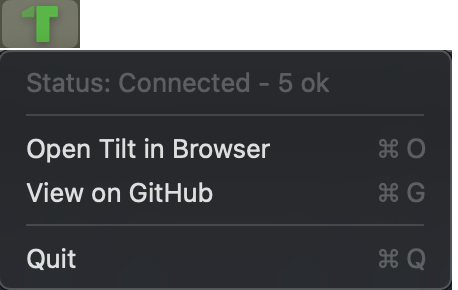 Status: Connected - 5 ok
Open Tilt in Browser ⌘ O
View on GitHub ⌘ G
Quit ⌘ Q